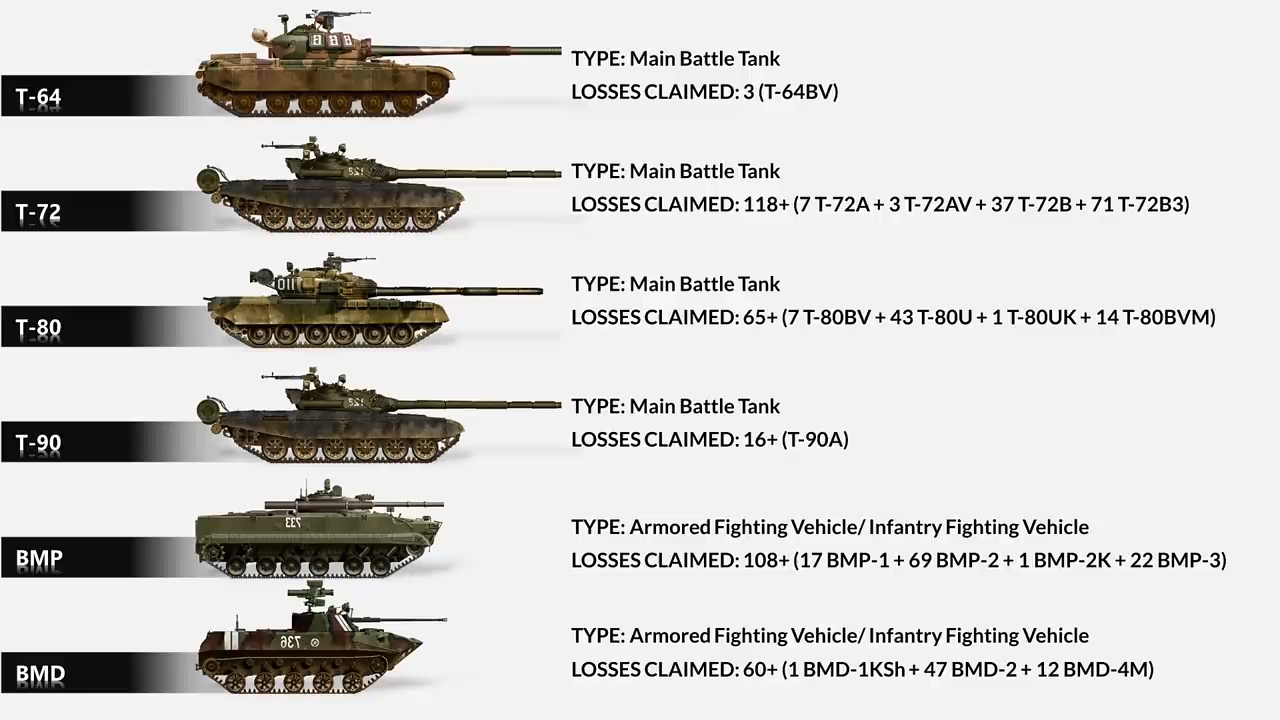 TYPE: Main Battle Tank
T-64
LOSSES CLAIMED: 3 (T-64BV)
TYPE: Main Battle Tank
T-72
LOSSES CLAIMED: 118+ (7 T-72A + 3 T-72AV + 37 T-72B + 71 T-72B3)
TYPE: Main Battle Tank
T-80
LOSSES CLAIMED: 65+ (7 T-80BV + 43 T-80U + 1 T-80UK + 14 T-80BVM)
TYPE: Main Battle Tank
T-90
LOSSES CLAIMED: 16+ (T-90A)
TYPE: Armored Fighting Vehicle/ Infantry Fighting Vehicle
BMP
LOSSES CLAIMED: 108+ (17 BMP-1 + 69 BMP-2 + 1 BMP-2K + 22 BMP-3)
TYPE: Armored Fighting Vehicle/ Infantry Fighting Vehicle
BMD
LOSSES CLAIMED: 60+ (1 BMD-1KSh + 47 BMD-2 + 12 BMD-4M)